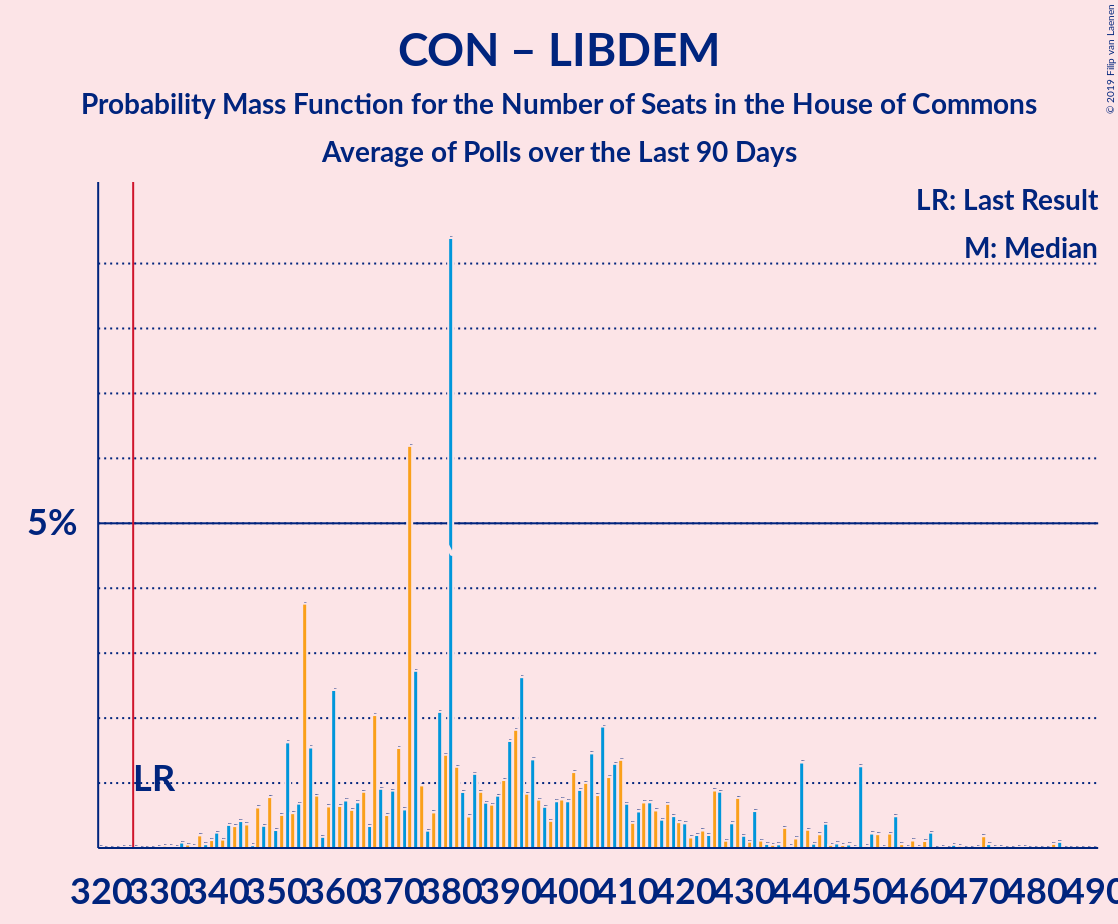 CON – LIBDEM
Probability Mass Function for the Number of Seats in the House of Commons
Average of Polls over the Last 90 Days
© 2019 Filip van Laenen
LR: Last Result
M: Median
5%
LR
320 330 340 350 360 370 380 390 400 410 420 430 440 450 460 470 480 490